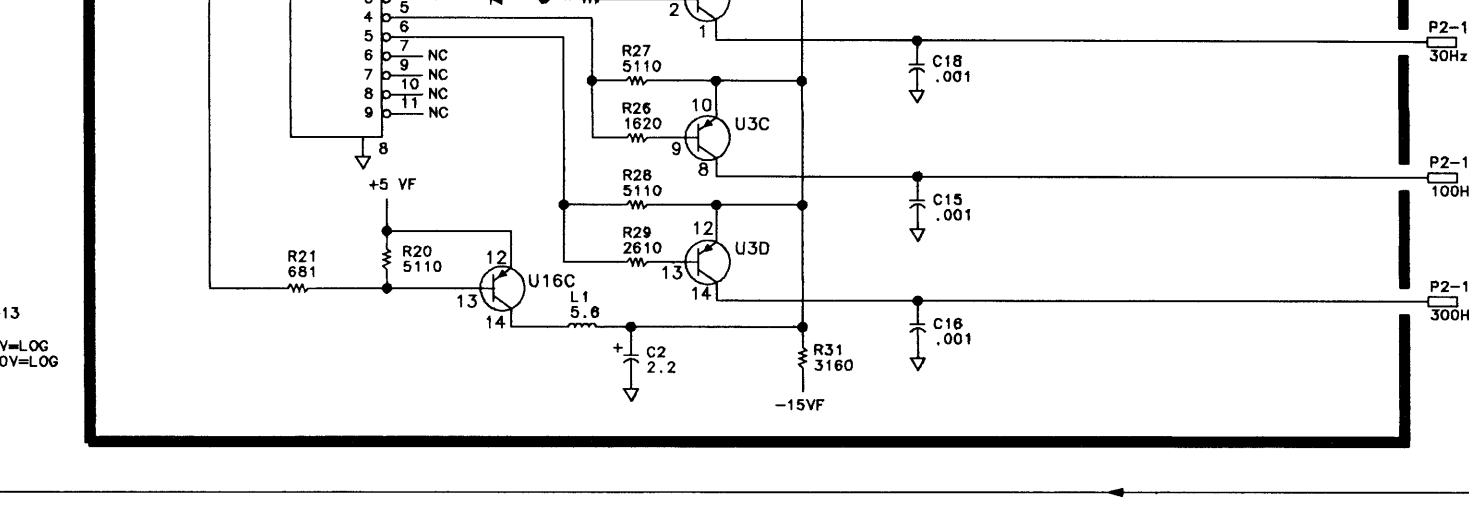 5
2
4
6
1
P2-1
5
7
R27
30Hz
6
NC
5110
C18
9
.001
7
NC
10
8
NC
R26
10
11
1620
U3C
9
NC
9
8
8
P2-1
R28
C15
100H
+5 VF
5110
.001
R29
12
U3D
2610
13
R21
R20
12
681
5110
U16C
14
P2-1
13
L1
5.6
300H
14
C16
13
.001
V=LOG
+
C2
R31
0V=LOG
2.2
3160
-15VF